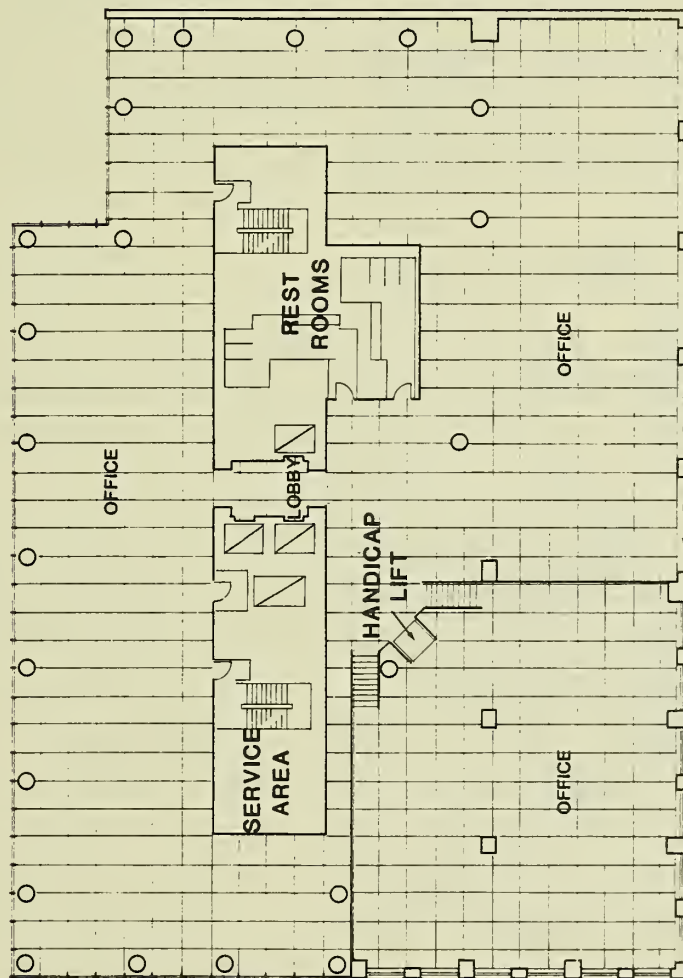 OFFICE
REST
ROOMS
OFFICE
LOBBY
HANDICAP
LIFT
SERVICE
AREA
OFFICE